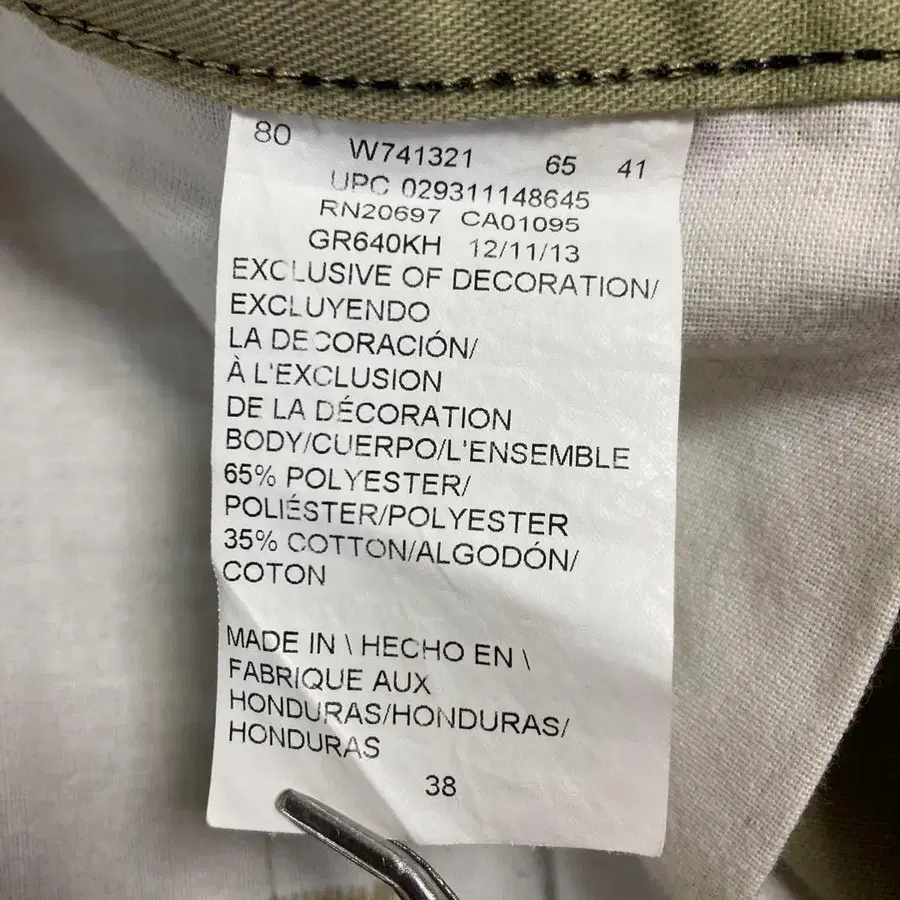 80 W741321 65 41
UPC 029311148645
RN20697 CA01095
GR640KH 12/11/13
EXCLUSIVE OF DECORATION/
EXCLUYENDO
LA DECORACIÓN/
À L'EXCLUSION
DE LA DÉCORATION
BODY/CUERPO/L'ENSEMBLE
65% POLYESTER/
POLIÉSTER/POLYESTER
35% COTTON/ALGODÓN/
COTON
MADE IN \ HECHO EN \
FABRIQUE AUX
HONDURAS/HONDURAS/
HONDURAS
38